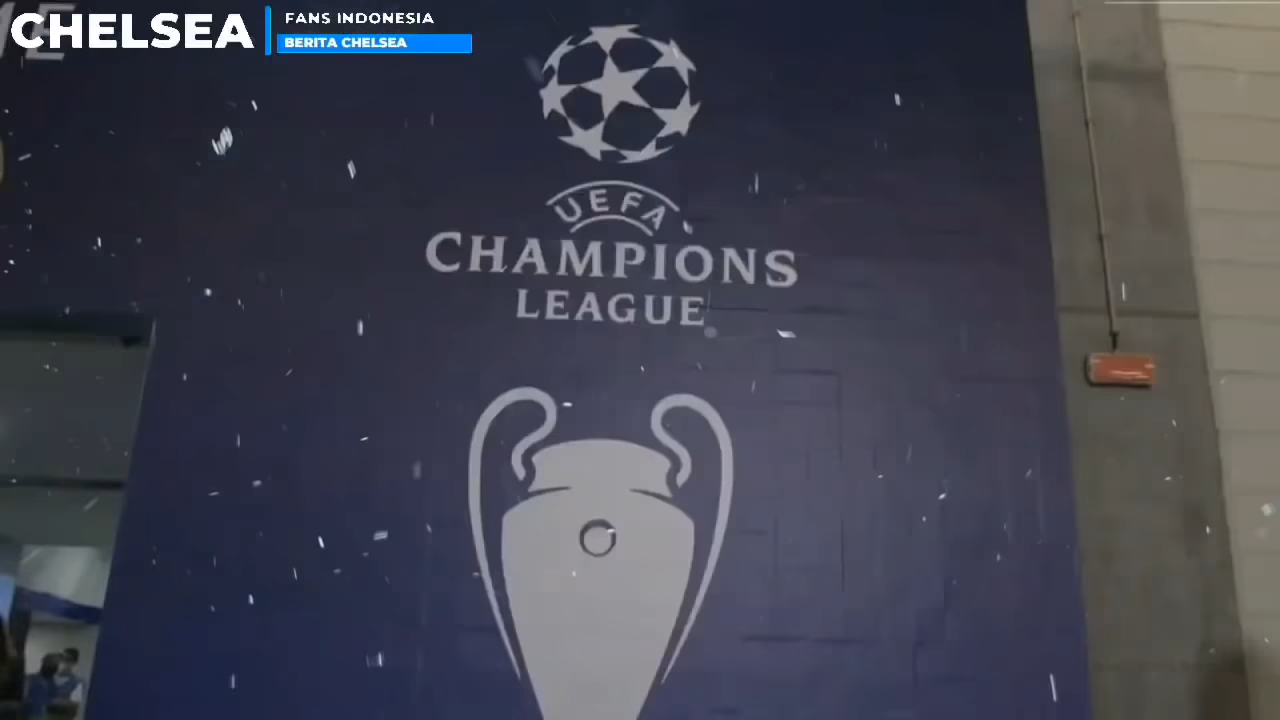 CHELSEA
FANS INDONESIA
BERITA CHELSEA
UEFA
CHAMPIONS
LEAGUE